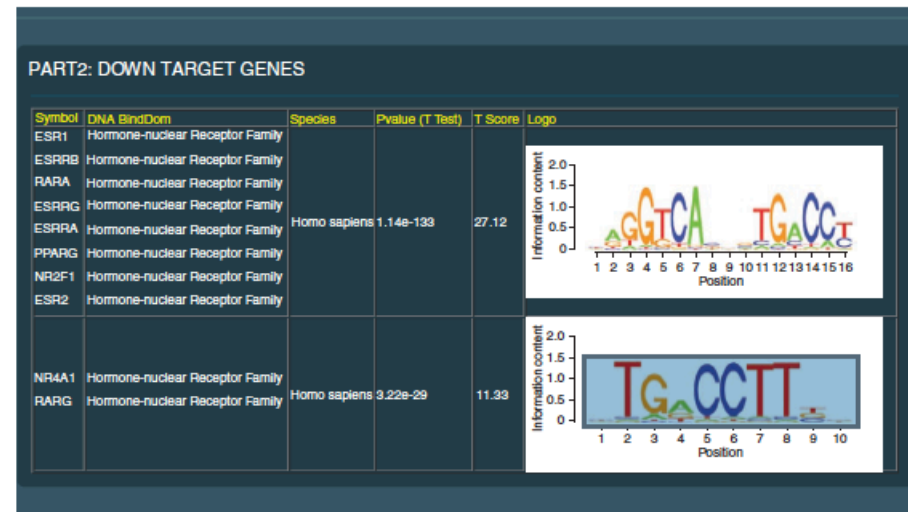 PART2: DOWN TARGET GENES
Symbol DNA BindDom Species Pvalue (T Test) T Score Logo
ESR1 Hormone-nuclear Receptor Family
ESRRB Hormone-nuclear Receptor Family
RARA Hormone-nuclear Receptor Family
ESRRG Hormone-nuclear Receptor Family
ESRRA Hormone-nuclear Receptor Family
PPARG Hormone-nuclear Receptor Family
NR2F1 Hormone-nuclear Receptor Family
ESR2 Hormone-nuclear Receptor Family
Homo sapiens 1.14e-133 27.12
Information content
2.0
1.5
1.0
0.5
0
AGGTCA TGACCT
1 2 3 4 5 6 7 8 9 10 11 12 13 14 15 16
Position
NR4A1 Hormone-nuclear Receptor Family
RARG Hormone-nuclear Receptor Family
Homo sapiens 3.22e-29 11.33
Information content
2.0
1.5
1.0
0.5
0
TGACCTT
1 2 3 4 5 6 7 8 9 10
Position